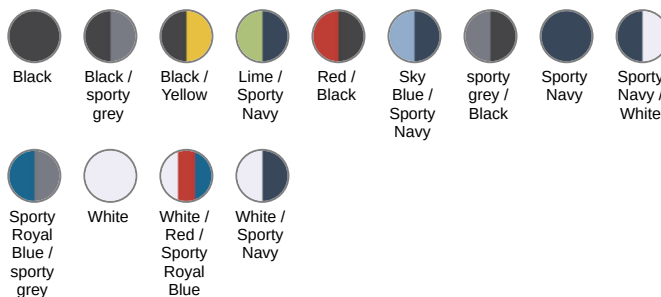 Black
Black /
sporty
grey
Black /
Yellow
Lime /
Sporty
Navy
Red /
Black
Sky
Blue /
Sporty
Navy
sporty
grey /
Black
Sporty
Navy
Sporty
Navy /
White
Sporty
Royal
Blue /
sporty
grey
White
White /
Red /
Sporty
Royal
Blue
White /
Sporty
Navy